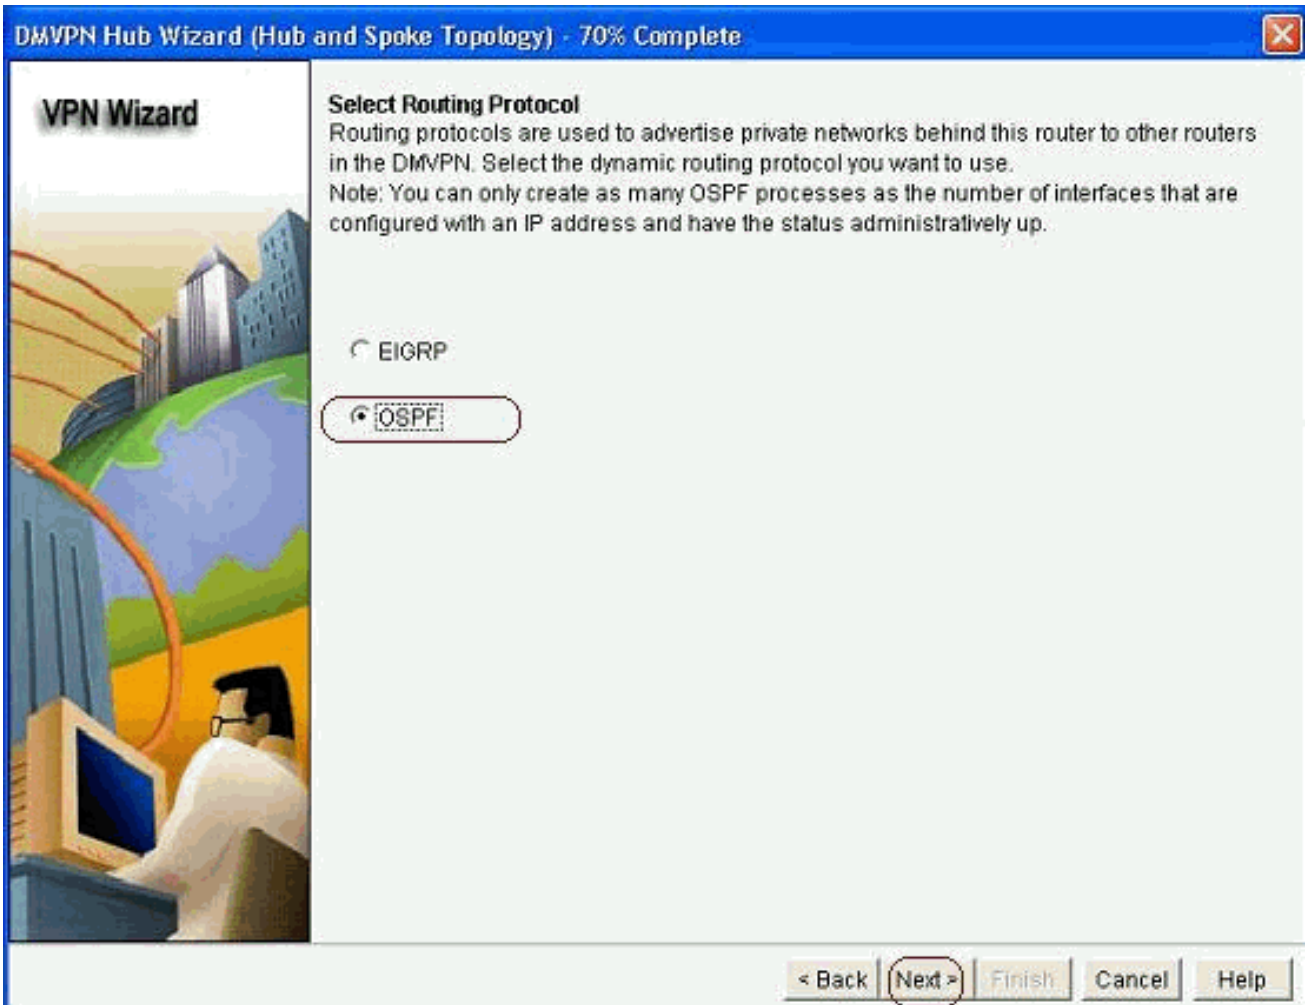 DMVPN Hub Wizard (Hub and Spoke Topology) - 70% Complete
VPN Wizard
Select Routing Protocol
Routing protocols are used to advertise private networks behind this router to other routers
in the DMVPN. Select the dynamic routing protocol you want to use.
Note: You can only create as many OSPF processes as the number of interfaces that are
configured with an IP address and have the status administratively up.
EIGRP
OSPF
< Back Next > Finish Cancel Help